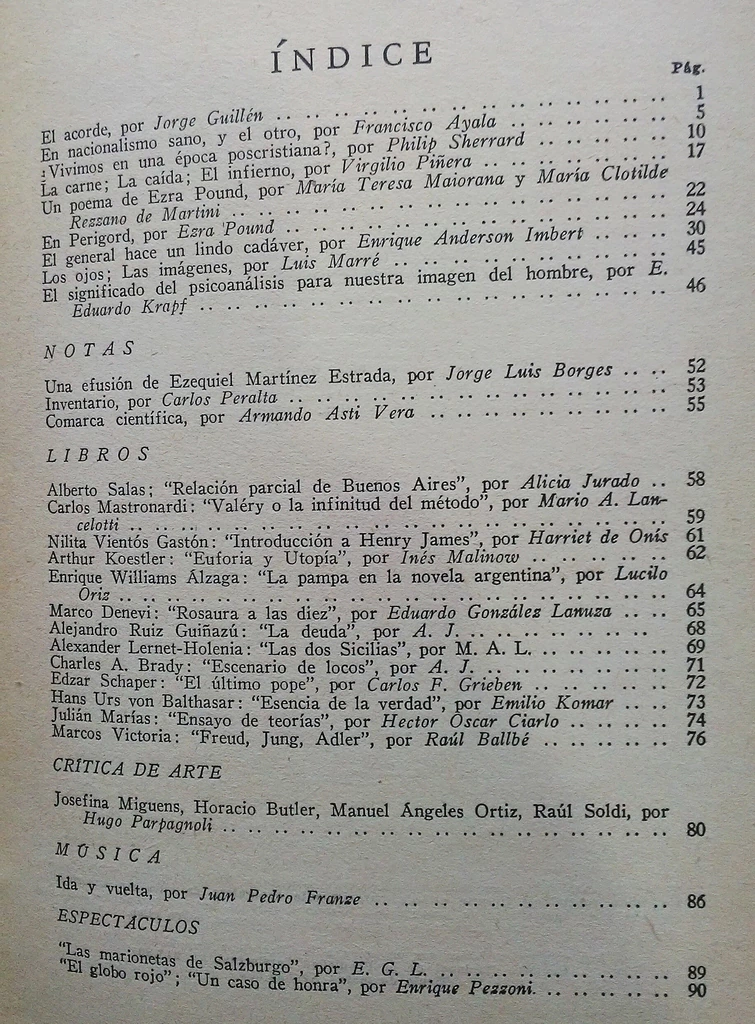 ÍNDICE
Pág.
El acorde, por Jorge Guillén .. .. .. .. .. .. .. .. .. .. .. .. 1
En nacionalismo sano, y el otro, por Francisco Ayala .. .. .. .. .. 5
¿Vivimos en una época poscristiana?, por Philip Sherrard .. .. .. .. 10
La carne; La caída; El infierno, por Virgilio Piñera .. .. .. .. .. 17
Un poema de Ezra Pound, por María Teresa Maiorana y María Clotilde
Rezzano de Martini .. .. .. .. .. .. .. .. .. .. .. .. 22
En Perigord, por Ezra Pound .. .. .. .. .. .. .. .. .. .. .. 24
El general hace un lindo cadáver, por Enrique Anderson Imbert .. .. .. 30
Los ojos; Las imágenes, por Luis Marré .. .. .. .. .. .. .. .. 45
El significado del psicoanálisis para nuestra imagen del hombre, por E.
Eduardo Krapf .. .. .. .. .. .. .. .. .. .. .. .. .. 46
NOTAS
Una efusión de Ezequiel Martínez Estrada, por Jorge Luis Borges .. .. 52
Inventario, por Carlos Peralta .. .. .. .. .. .. .. .. .. .. .. 53
Comarca científica, por Armando Asti Vera .. .. .. .. .. .. .. 55
LIBROS
Alberto Salas; “Relación parcial de Buenos Aires”, por Alicia Jurado .. 58
Carlos Mastronardi: “Valéry o la infinitud del método”, por Mario A. Lan-
celotti .. .. .. .. .. .. .. .. .. .. .. .. .. .. .. 59
Nilita Vientós Gastón: “Introducción a Henry James”, por Harriet de Onís 61
Arthur Koestler: “Euforia y Utopía”, por Inés Malinow .. .. .. .. .. 62
Enrique Williams Álzaga: “La pampa en la novela argentina”, por Lucilo
Oriz .. .. .. .. .. .. .. .. .. .. .. .. .. .. .. .. 64
Marco Denevi: “Rosaura a las diez”, por Eduardo González Lanuza .. .. 65
Alejandro Ruiz Guiñazú: “La deuda”, por A. J. .. .. .. .. .. .. 68
Alexander Lernet-Holenia: “Las dos Sicilias”, por M. A. L. .. .. .. .. 69
Charles A. Brady: “Escenario de locos”, por A. J. .. .. .. .. .. .. 71
Edzar Schaper: “El último pope”, por Carlos F. Grieben .. .. .. .. .. 72
Hans Urs von Balthasar: “Esencia de la verdad”, por Emilio Komar .. .. 73
Julián Marías: “Ensayo de teorías”, por Hector Oscar Ciarlo .. .. .. .. 74
Marcos Victoria: “Freud, Jung, Adler”, por Raúl Ballbé .. .. .. .. .. 76
CRÍTICA DE ARTE
Josefina Miguens, Horacio Butler, Manuel Ángeles Ortiz, Raúl Soldi, por
Hugo Parpagnoli .. .. .. .. .. .. .. .. .. .. .. .. .. 80
MÚSICA
Ida y vuelta, por Juan Pedro Franze .. .. .. .. .. .. .. .. .. 86
ESPECTACULOS
“Las marionetas de Salzburgo”, por E. G. L. .. .. .. .. .. .. .. 89
“El globo rojo”; “Un caso de honra”, por Enrique Pezzoni. .. .. .. .. 90